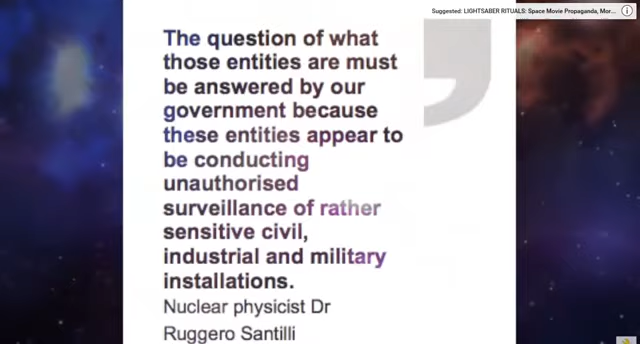 Suggested: LIGHTSABER RITUALS: Space Movie Propaganda, Mor...
The question of what
those entities are must
be answered by our
government because
these entities appear to
be conducting
unauthorised
surveillance of rather
sensitive civil,
industrial and military
installations.
Nuclear physicist Dr
Ruggero Santilli